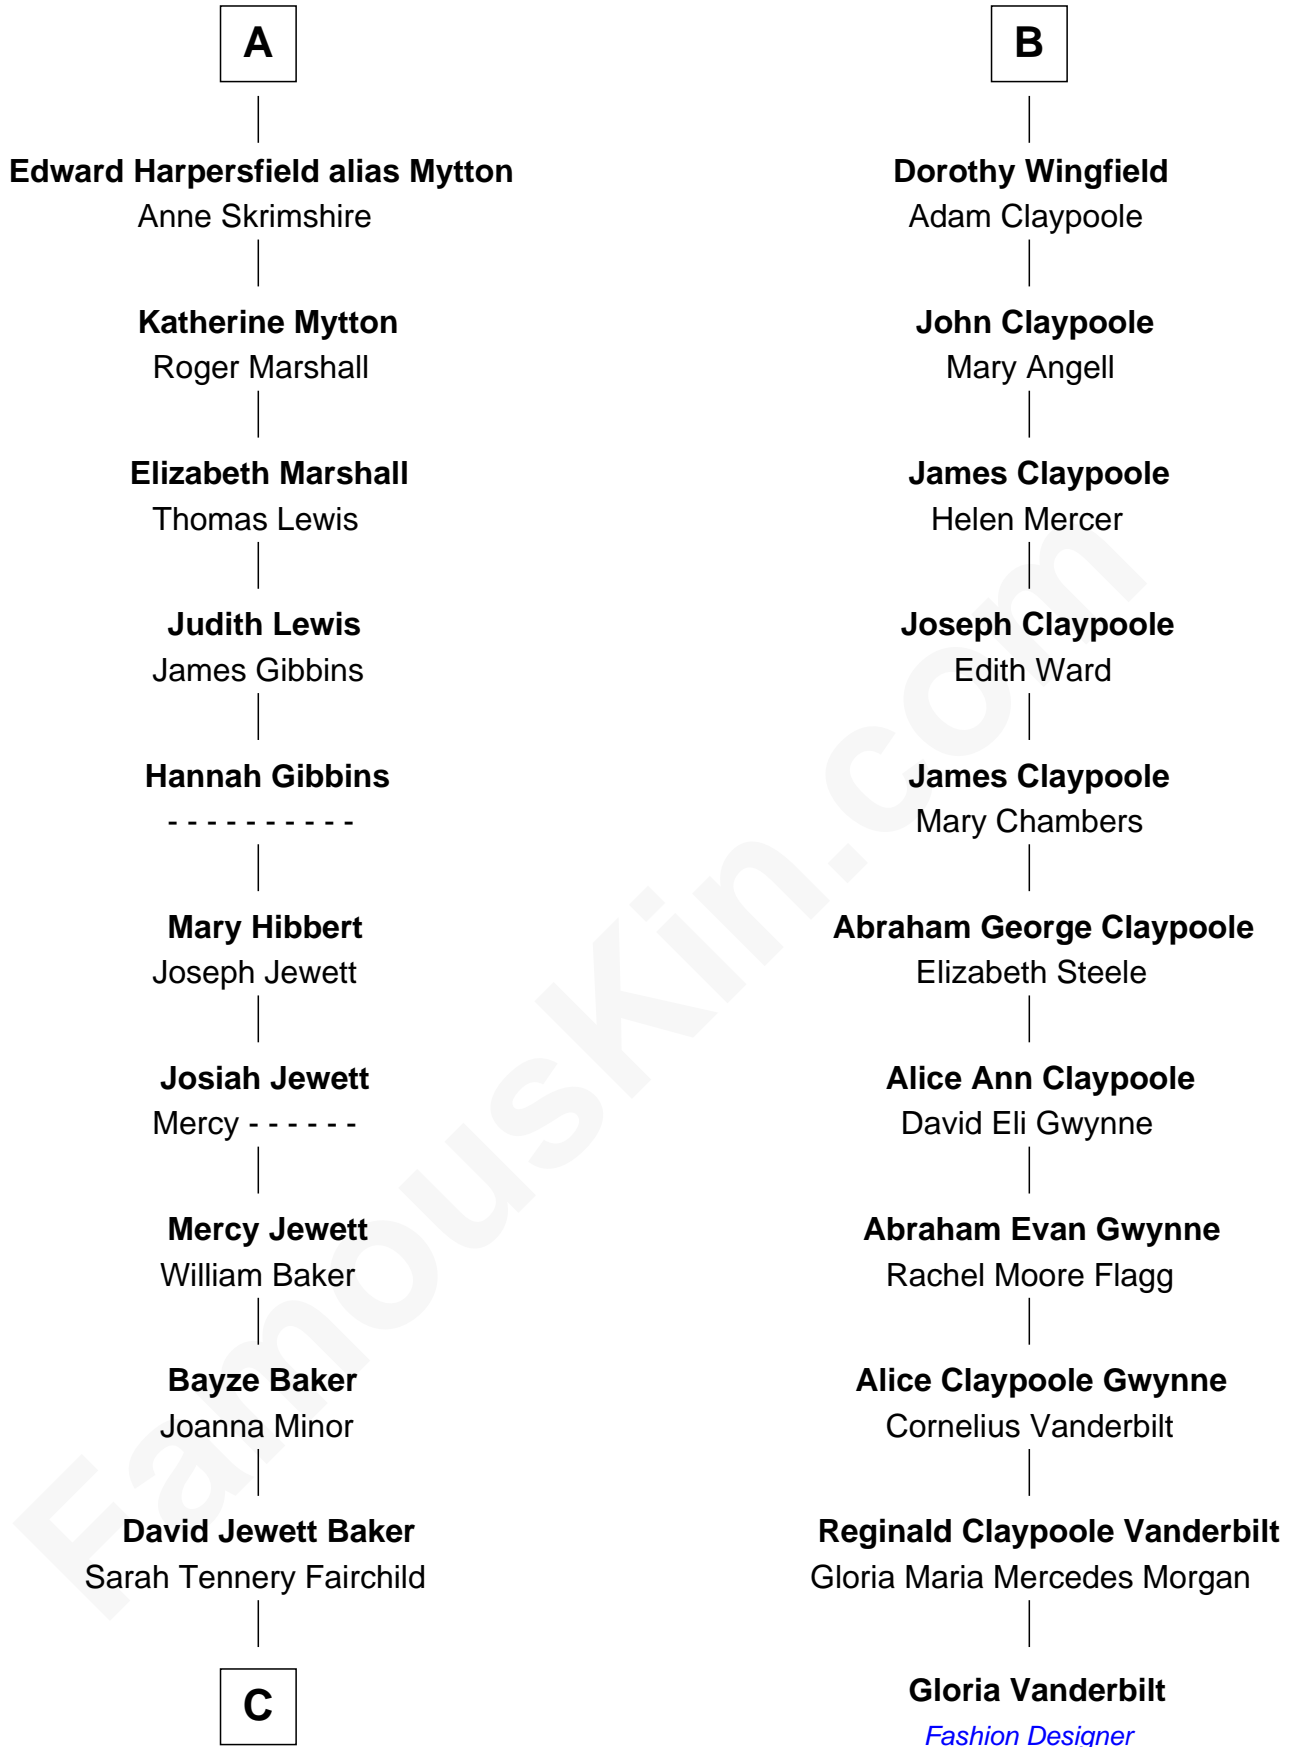 A
Edward Harpersfield alias Mytton
Anne Skrimshire
Katherine Mytton
Roger Marshall
Elizabeth Marshall
Thomas Lewis
Judith Lewis
James Gibbins
Hannah Gibbins
- - - - - - - - - -
Mary Hibbert
Joseph Jewett
Josiah Jewett
Mercy - - - - - -
Mercy Jewett
William Baker
Bayze Baker
Joanna Minor
David Jewett Baker
Sarah Tennery Fairchild
C
B
Dorothy Wingfield
Adam Claypoole
John Claypoole
Mary Angell
James Claypoole
Helen Mercer
Joseph Claypoole
Edith Ward
James Claypoole
Mary Chambers
Abraham George Claypoole
Elizabeth Steele
Alice Ann Claypoole
David Eli Gwynne
Abraham Evan Gwynne
Rachel Moore Flagg
Alice Claypoole Gwynne
Cornelius Vanderbilt
Reginald Claypoole Vanderbilt
Gloria Maria Mercedes Morgan
Gloria Vanderbilt
Fashion Designer
FamousKin.com